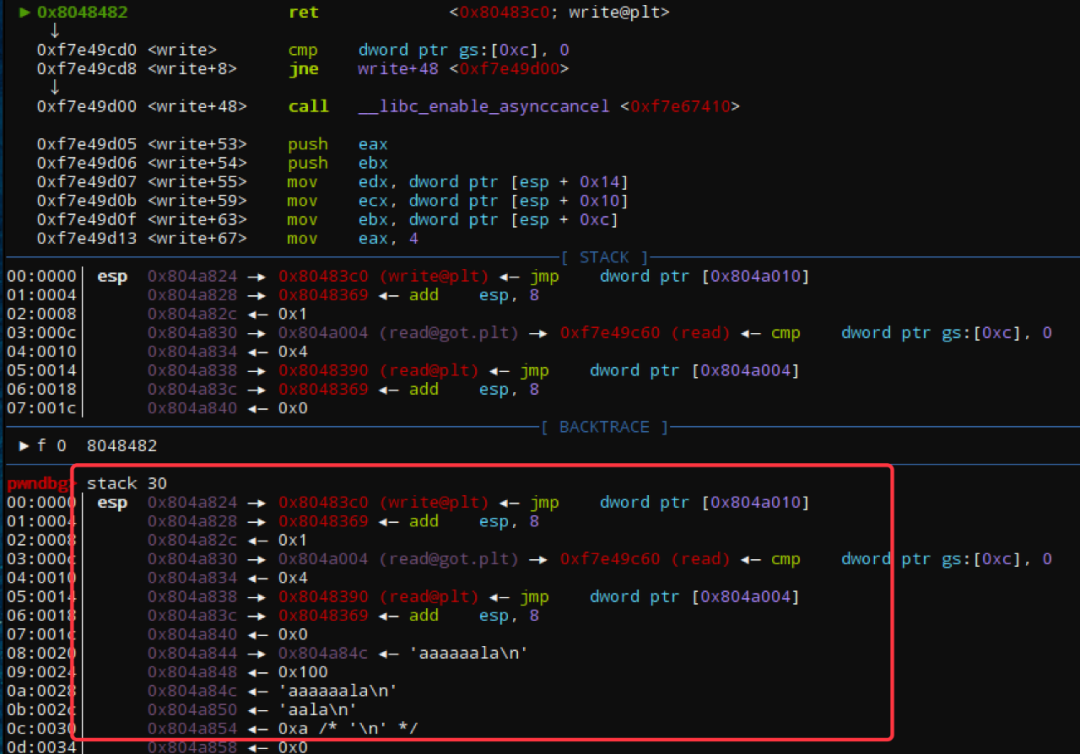 ► 0x8048482 ret <0x80483c0; write@plt>
↓
0xf7e49cd0 <write> cmp dword ptr gs:[0xc], 0
0xf7e49cd8 <write+8> jne write+48 <0xf7e49d00>
↓
0xf7e49d00 <write+48> call __libc_enable_asynccancel <0xf7e67410>
0xf7e49d05 <write+53> push eax
0xf7e49d06 <write+54> push ebx
0xf7e49d07 <write+55> mov edx, dword ptr [esp + 0x14]
0xf7e49d0b <write+59> mov ecx, dword ptr [esp + 0x10]
0xf7e49d0f <write+63> mov ebx, dword ptr [esp + 0xc]
0xf7e49d13 <write+67> mov eax, 4
[ STACK ]
00:0000│ esp 0x804a824 —▸ 0x80483c0 (write@plt) ◂— jmp dword ptr [0x804a010]
01:0004│ 0x804a828 —▸ 0x8048369 ◂— add esp, 8
02:0008│ 0x804a82c ◂— 0x1
03:000c│ 0x804a830 —▸ 0x804a004 (read@got.plt) —▸ 0xf7e49c60 (read) ◂— cmp dword ptr gs:[0xc], 0
04:0010│ 0x804a834 ◂— 0x4
05:0014│ 0x804a838 —▸ 0x8048390 (read@plt) ◂— jmp dword ptr [0x804a004]
06:0018│ 0x804a83c —▸ 0x8048369 ◂— add esp, 8
07:001c│ 0x804a840 ◂— 0x0
[ BACKTRACE ]
► f 0 8048482
pwndbg> stack 30
00:0000│ esp 0x804a824 —▸ 0x80483c0 (write@plt) ◂— jmp dword ptr [0x804a010]
01:0004│ 0x804a828 —▸ 0x8048369 ◂— add esp, 8
02:0008│ 0x804a82c ◂— 0x1
03:000c│ 0x804a830 —▸ 0x804a004 (read@got.plt) —▸ 0xf7e49c60 (read) ◂— cmp dword ptr gs:[0xc], 0
04:0010│ 0x804a834 ◂— 0x4
05:0014│ 0x804a838 —▸ 0x8048390 (read@plt) ◂— jmp dword ptr [0x804a004]
06:0018│ 0x804a83c —▸ 0x8048369 ◂— add esp, 8
07:001c│ 0x804a840 ◂— 0x0
08:0020│ 0x804a844 —▸ 0x804a84c ◂— 'aaaaaala\n'
09:0024│ 0x804a848 ◂— 0x100
0a:0028│ 0x804a84c ◂— 'aaaaaala\n'
0b:002c│ 0x804a850 ◂— 'aala\n'
0c:0030│ 0x804a854 ◂— 0xa /* '\n' */
0d:0034│ 0x804a858 ◂— 0x0